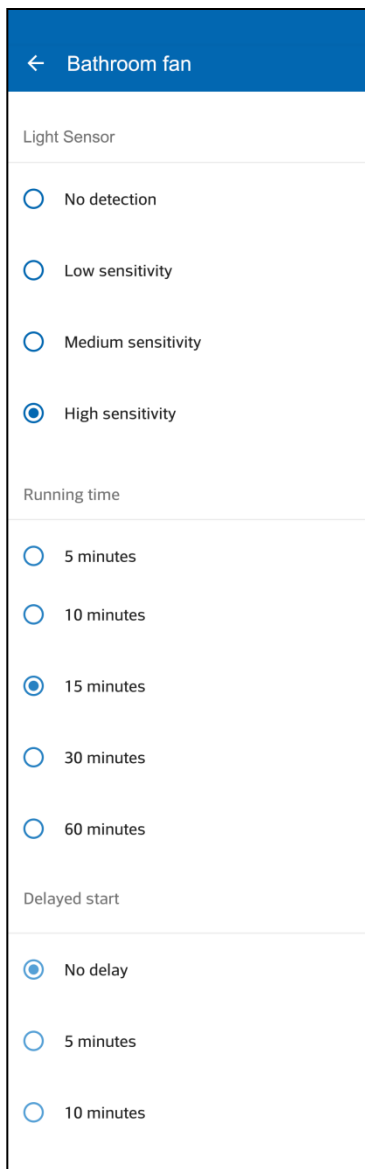 Bathroom fan
Light Sensor
No detection
Low sensitivity
Medium sensitivity
High sensitivity
Running time
5 minutes
10 minutes
15 minutes
30 minutes
60 minutes
Delayed start
No delay
5 minutes
10 minutes